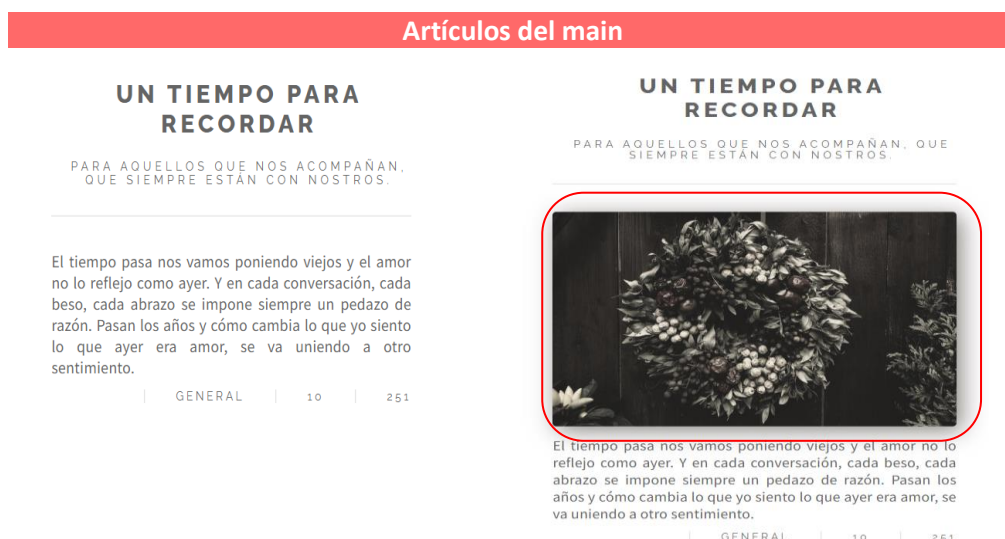 Artículos del main
UN TIEMPO PARA
RECORDAR
PARA AQUELLOS QUE NOS ACOMPAÑAN,
QUE SIEMPRE ESTÁN CON NOSTROS.
El tiempo pasa nos vamos poniendo viejos y el amor
no lo reflejo como ayer. Y en cada conversación, cada
beso, cada abrazo se impone siempre un pedazo de
razón. Pasan los años y cómo cambia lo que yo siento
lo que ayer era amor, se va uniendo a otro
sentimiento.
GENERAL 10 251
UN TIEMPO PARA
RECORDAR
PARA AQUELLOS QUE NOS ACOMPAÑAN, QUE
SIEMPRE ESTÁN CON NOSTROS.
El tiempo pasa nos vamos poniendo viejos y el amor no lo
reflejo como ayer. Y en cada conversación, cada beso, cada
abrazo se impone siempre un pedazo de razón. Pasan los
años y cómo cambia lo que yo siento lo que ayer era amor, se
va uniendo a otro sentimiento.
GENERAL 10 251